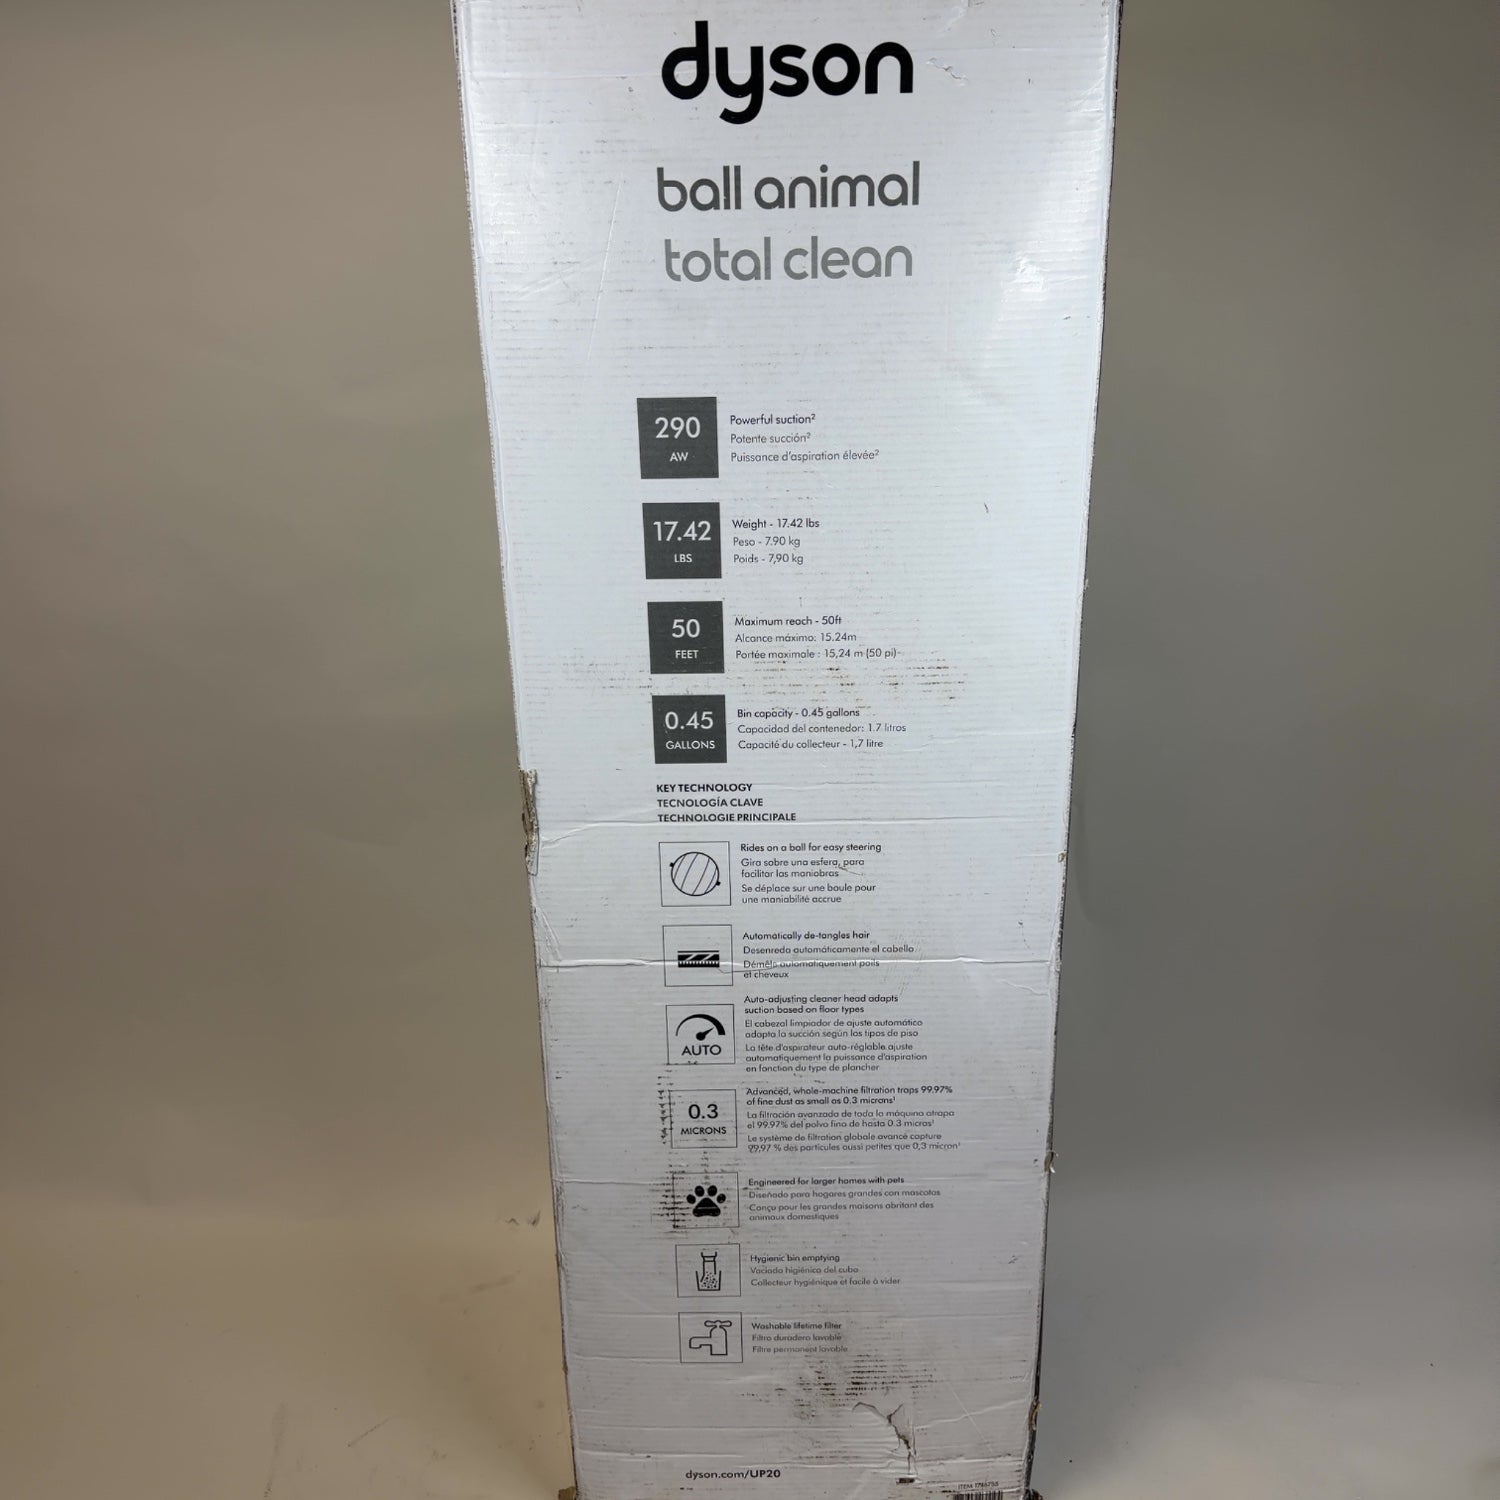 dyson
ball animal
total clean
290
AW
Powerful suction²
Potente succión²
Puissance d'aspiration élevée²
17.42
LBS
Weight - 17.42 lbs
Peso - 7.90 kg
Poids - 7,90 kg
50
FEET
Maximum reach - 50ft
Alcance máximo: 15.24m
Portée maximale : 15,24 m (50 pi)
0.45
GALLONS
Bin capacity - 0.45 gallons
Capacidad del contenedor: 1.7 litros
Capacité du collecteur - 1,7 litre
KEY TECHNOLOGY
TECNOLOGÍA CLAVE
TECHNOLOGIE PRINCIPALE
Rides on a ball for easy steering
Gira sobre una esfera, para
facilitar las maniobras
Se déplace sur une boule pour
une maniabilité accrue
Automatically de-tangles hair
Desenreda automáticamente el cabello
Démêle automatiquement poils
et cheveux
AUTO
Auto-adjusting cleaner head adapts
suction based on floor types
El cabezal limpiador de ajuste automático
adapta la succión según los tipos de piso
La tête d'aspirateur auto-réglable ajuste
automatiquement la puissance d'aspiration
en fonction du type de plancher
0.3
MICRONS
Advanced, whole-machine filtration traps 99.97%
of fine dust as small as 0.3 microns¹
La filtración avanzada de toda la máquina atrapa
el 99.97% del polvo fino de hasta 0.3 micras¹
Le système de filtration globale avancé capture
99,97 % des particules aussi petites que 0,3 micron¹
Engineered for larger homes with pets
Diseñado para hogares grandes con mascotas
Conçu pour les grandes maisons abritant des
animaux domestiques
Hygienic bin emptying
Vaciado higiénico del cubo
Collecteur hygiénique et facile à vider
Washable lifetime filter
Filtro duradero lavable
Filtre permanent lavable
dyson.com/UP20
ITEM 1746755